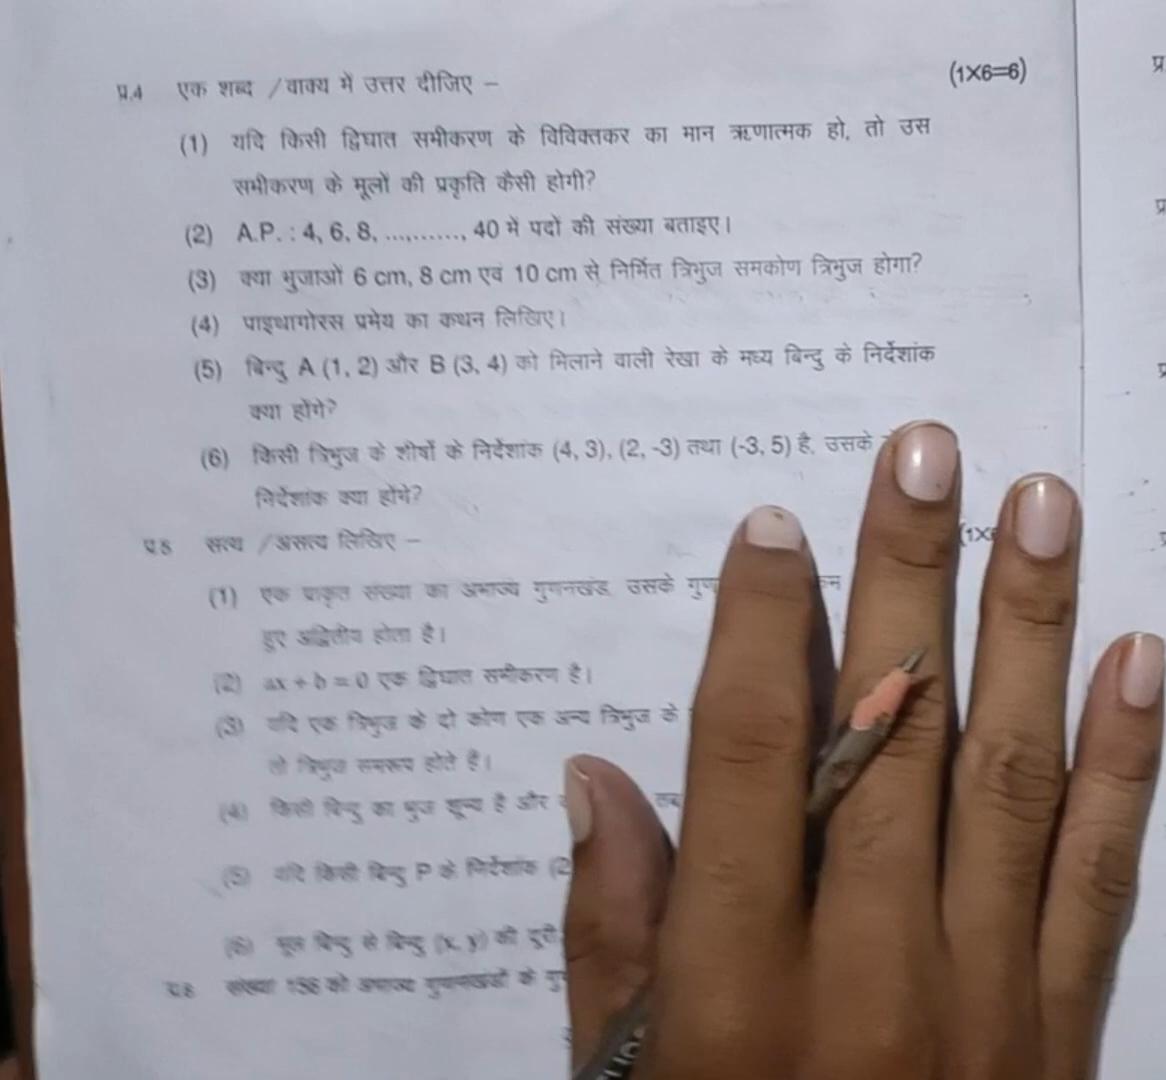 प्र.4 एक शब्द /वाक्य में उत्तर दीजिए – (1×6=6)
(1) यदि किसी द्विघात समीकरण के विविक्तकर का मान ऋणात्मक हो, तो उस
समीकरण के मूलों की प्रकृति कैसी होगी?
(2) A.P. : 4, 6, 8, ...,......., 40 में पदों की संख्या बताइए।
(3) क्या भुजाओं 6 cm, 8 cm एवं 10 cm से निर्मित त्रिभुज समकोण त्रिभुज होगा?
(4) पाइथागोरस प्रमेय का कथन लिखिए।
(5) बिन्दु A (1, 2) और B (3, 4) को मिलाने वाली रेखा के मध्य बिन्दु के निर्देशांक
क्या होंगे?
(6) किसी त्रिभुज के शीर्षों के निर्देशांक (4, 3), (2, -3) तथा (-3, 5) है, उसके
निर्देशांक क्या होंगे?
प्र.5 सत्य /असत्य लिखिए – (1×
(1) एक प्राकृत संख्या का अभाज्य गुणनखंड, उसके
हुए अद्वितीय होता है।
(2) ax + b = 0 एक द्विघात समीकरण है।
(3) यदि एक त्रिभुज के दो कोण एक अन्य त्रिभुज के
तो त्रिभुज समरूप होते हैं।
(4) किसी बिन्दु का भुज शून्य है और
(5) यदि किसी बिन्दु P के निर्देशांक (2
(6) मूल बिन्दु से बिन्दु (x, y) की दूरी
प्र.6 संख्या 156 को अभाज्य गुणनखंडों के